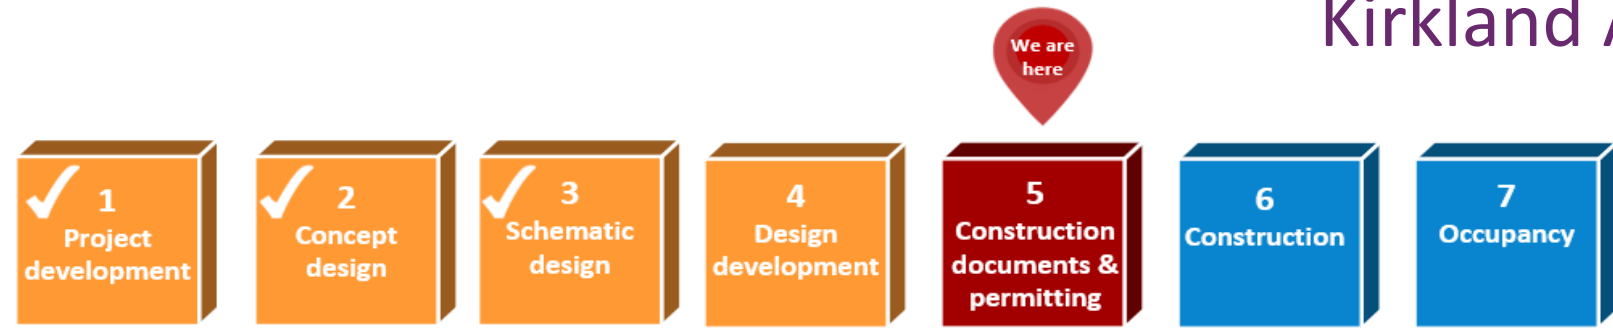 Kirkland A
We are
here
1
Project
development
2
Concept
design
3
Schematic
design
4
Design
development
5
Construction
documents &
permitting
6
Construction
7
Occupancy